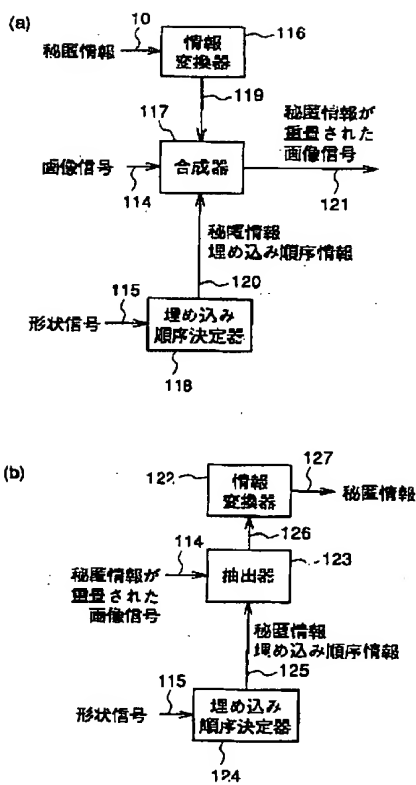 (a)
10
116
秘匿情報
情報
変換器
119
117
秘匿情報が
重畳された
画像信号
画像信号
合成器
114
121
秘匿情報
埋め込み順序情報
120
115
形状信号
埋め込み
順序決定器
118
(b)
127
122
情報
変換器
秘匿情報
126
114
123
秘匿情報が
重畳された
画像信号
抽出器
秘匿情報
埋め込み順序情報
125
115
形状信号
埋め込み
順序決定器
124